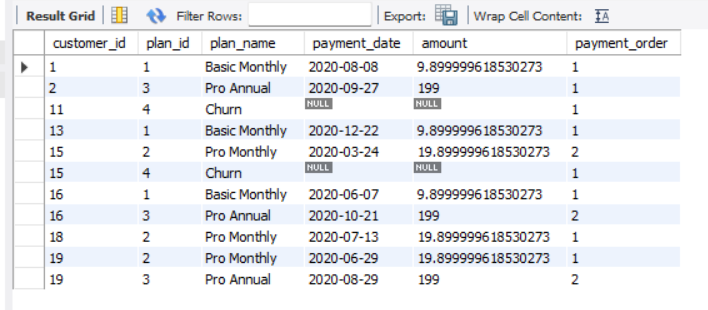 Result Grid Filter Rows: Export: Wrap Cell Content: IA
customer_id plan_id plan_name payment_date amount payment_order
1 1 Basic Monthly 2020-08-08 9.899999618530273 1
2 3 Pro Annual 2020-09-27 199 1
11 4 Churn NULL NULL 1
13 1 Basic Monthly 2020-12-22 9.899999618530273 1
15 2 Pro Monthly 2020-03-24 19.899999618530273 2
15 4 Churn NULL NULL 1
16 1 Basic Monthly 2020-06-07 9.899999618530273 1
16 3 Pro Annual 2020-10-21 199 2
18 2 Pro Monthly 2020-07-13 19.899999618530273 1
19 2 Pro Monthly 2020-06-29 19.899999618530273 1
19 3 Pro Annual 2020-08-29 199 2